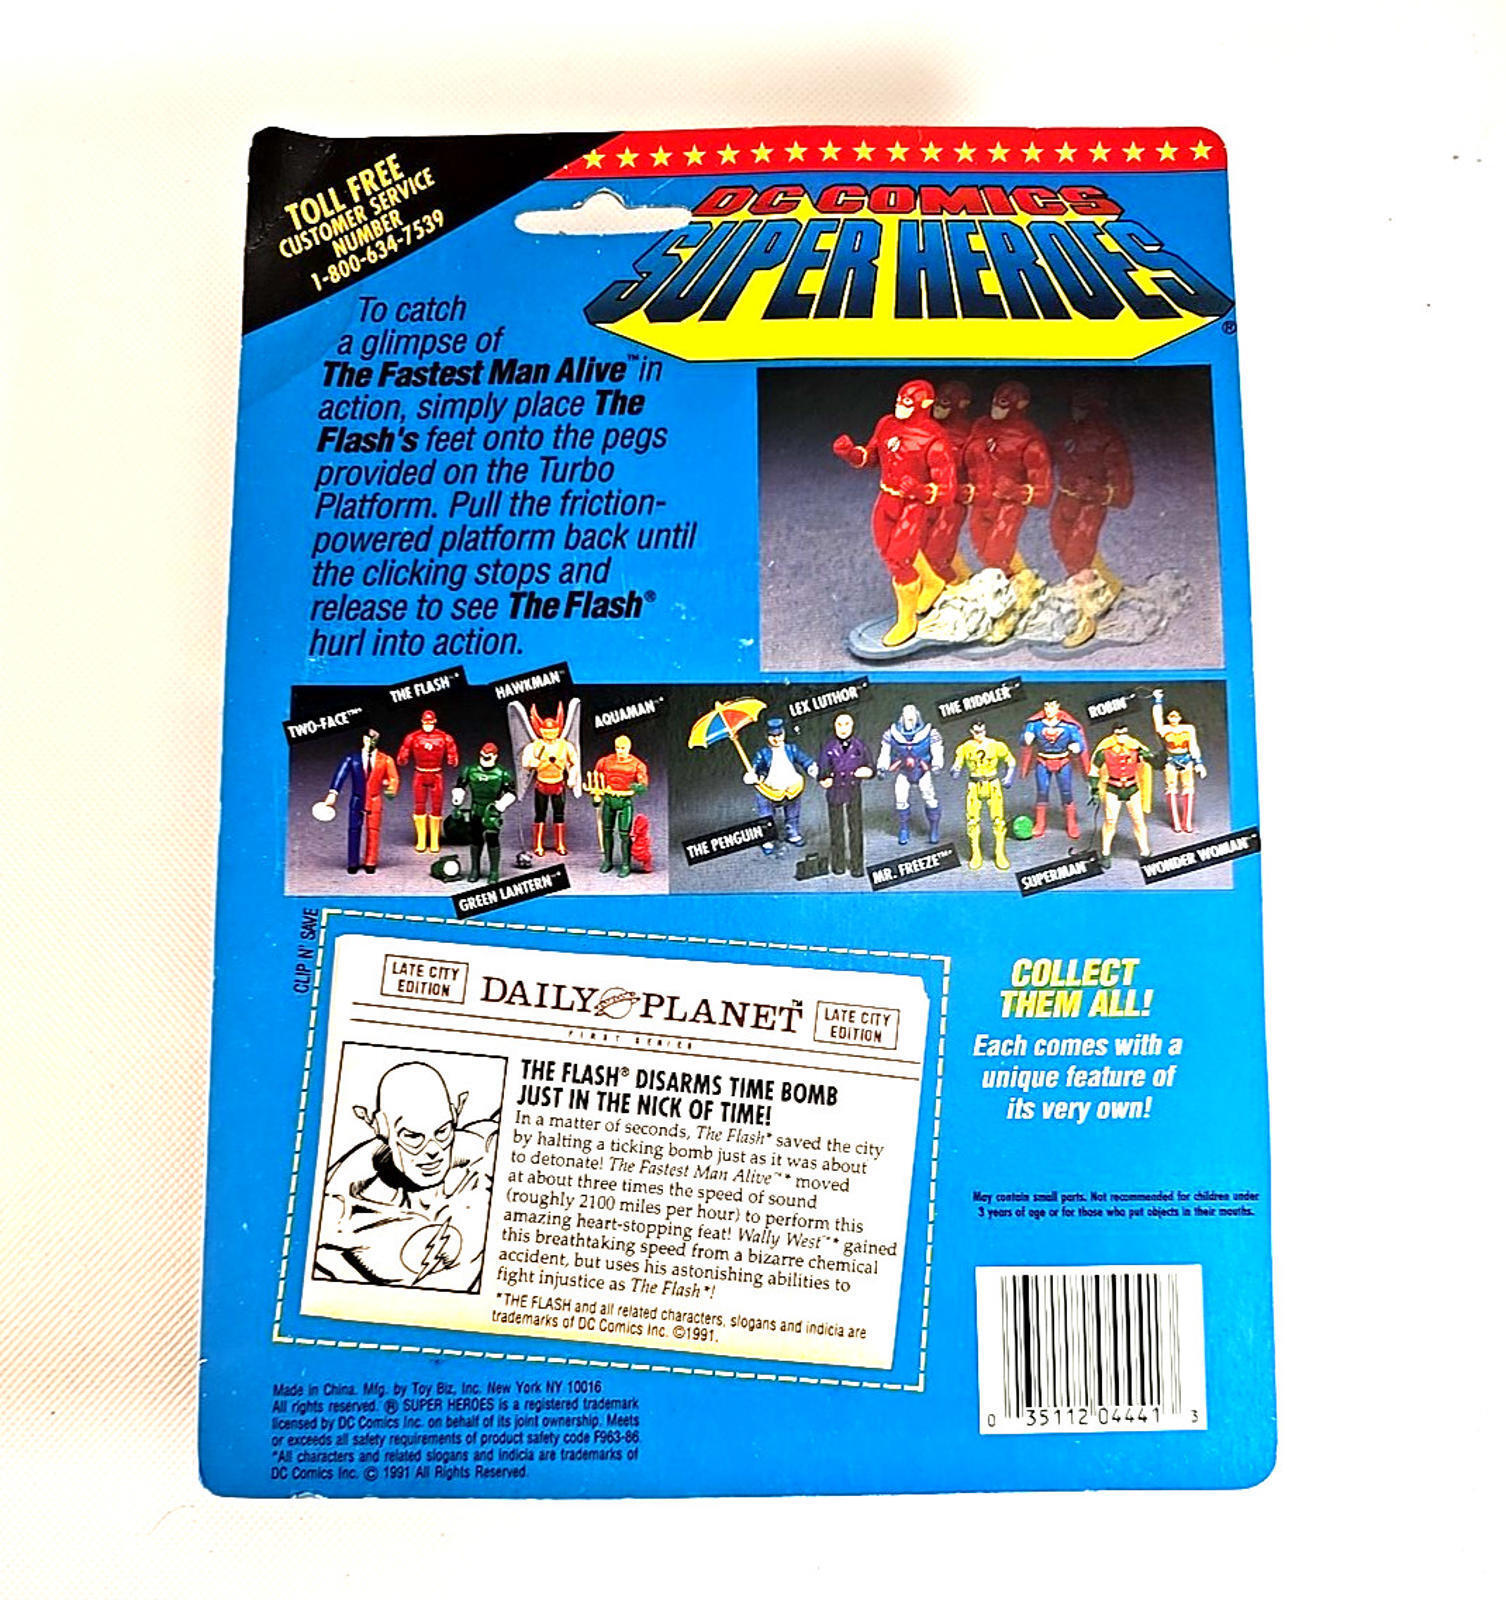 TOLL FREE
CUSTOMER SERVICE
NUMBER
1-800-634-7539
DC COMICS
SUPER HEROES®
To catch
a glimpse of
The Fastest Man Alive™ in
action, simply place The
Flash's feet onto the pegs
provided on the Turbo
Platform. Pull the friction-
powered platform back until
the clicking stops and
release to see The Flash®
hurl into action.
TWO-FACE™*
THE FLASH™*
HAWKMAN™
AQUAMAN™*
GREEN LANTERN™*
THE PENGUIN™*
LEX LUTHOR™*
MR. FREEZE™*
THE RIDDLER™*
SUPERMAN™*
ROBIN™*
WONDER WOMAN™*
CLIP N' SAVE
LATE CITY
EDITION
DAILY PLANET™
LATE CITY
EDITION
FIRST SERIES
THE FLASH® DISARMS TIME BOMB
JUST IN THE NICK OF TIME!
In a matter of seconds, The Flash* saved the city
by halting a ticking bomb just as it was about
to detonate! The Fastest Man Alive™* moved
at about three times the speed of sound
(roughly 2100 miles per hour) to perform this
amazing heart-stopping feat! Wally West™* gained
this breathtaking speed from a bizarre chemical
accident, but uses his astonishing abilities to
fight injustice as The Flash*!
*THE FLASH and all related characters, slogans and indicia are
trademarks of DC Comics Inc. ©1991.
COLLECT
THEM ALL!
Each comes with a
unique feature of
its very own!
May contain small parts. Not recommended for children under
3 years of age or for those who put objects in their mouths.
Made in China. Mfg. by Toy Biz, Inc. New York NY 10016
All rights reserved. ® SUPER HEROES is a registered trademark
licensed by DC Comics Inc. on behalf of its joint ownership. Meets
or exceeds all safety requirements of product safety code F963-86.
*All characters and related slogans and indicia are trademarks of
DC Comics Inc. © 1991 All Rights Reserved.
0 35112 04441 3